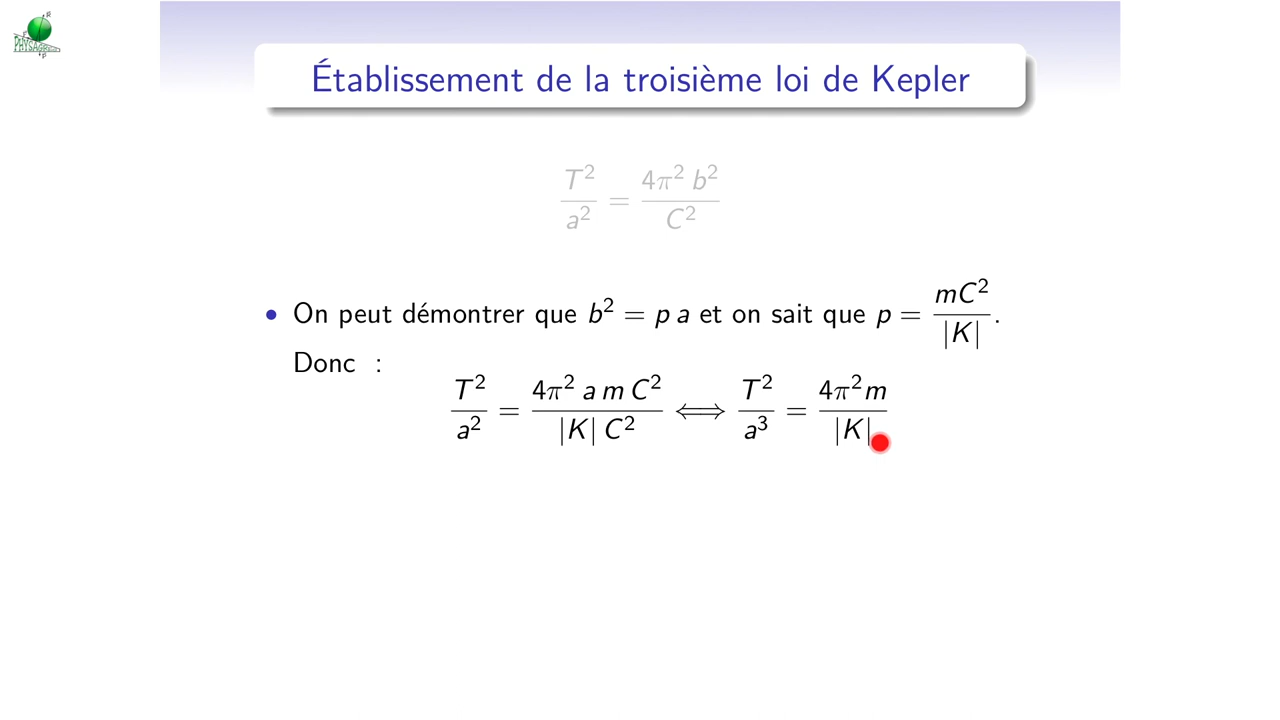 Établissement de la troisième loi de Kepler
T² / a² = 4π² b² / C²
• On peut démontrer que b² = p a et on sait que p = mC² / |K|.
Donc :
T² / a² = 4π² a m C² / |K| C² ⟺ T² / a³ = 4π²m / |K|